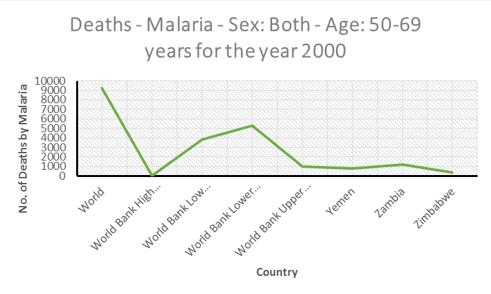 Deaths - Malaria - Sex: Both - Age: 50-69
years for the year 2000
No. of Deaths by Malaria
10000
9000
8000
7000
6000
5000
4000
3000
2000
1000
0
World
World Bank High...
World Bank Low...
World Bank Lower...
World Bank Upper...
Yemen
Zambia
Zimbabwe
Country